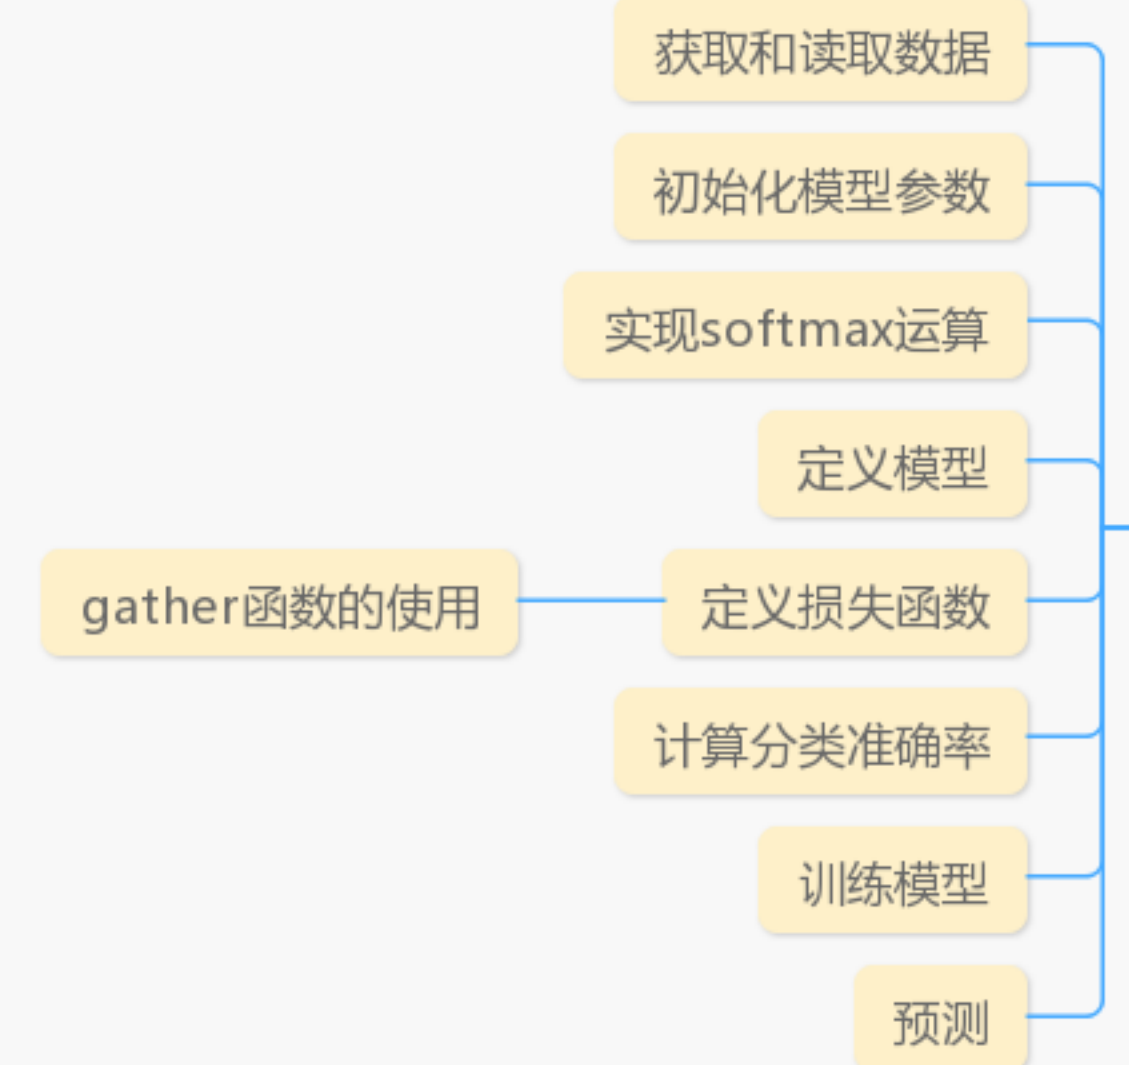 获取和读取数据
初始化模型参数
实现softmax运算
定义模型
gather函数的使用
定义损失函数
计算分类准确率
训练模型
预测